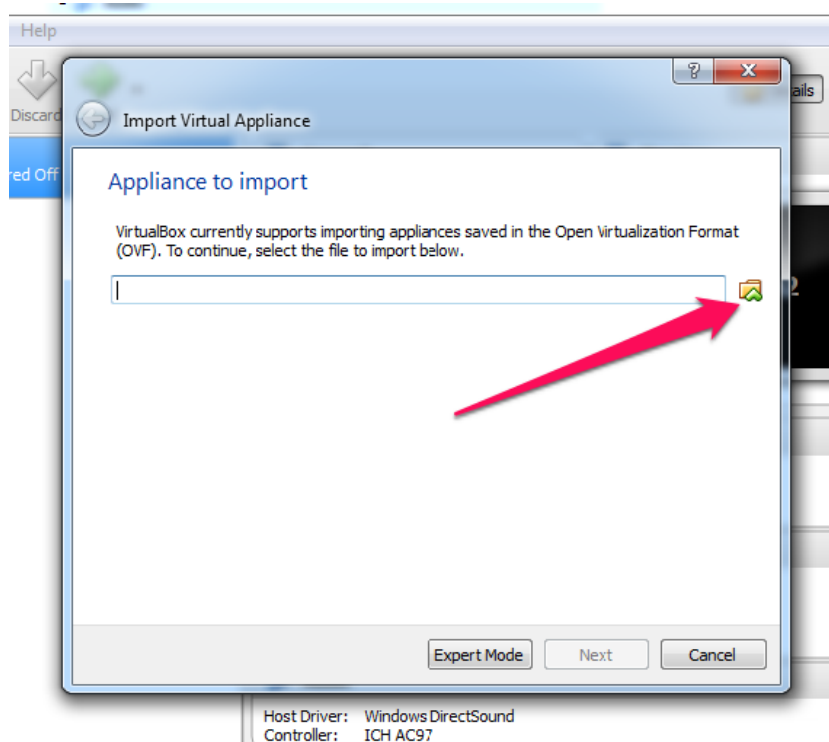 Help
Discard
ails
red Off
Import Virtual Appliance
Appliance to import
VirtualBox currently supports importing appliances saved in the Open Virtualization Format
(OVF). To continue, select the file to import below.
2
Expert Mode
Next
Cancel
Host Driver: Windows DirectSound
Controller: ICH AC97